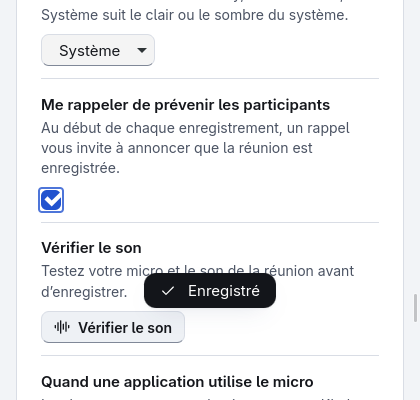 Système suit le clair ou le sombre du système.
Système
Me rappeler de prévenir les participants
Au début de chaque enregistrement, un rappel
vous invite à annoncer que la réunion est
enregistrée.
Vérifier le son
Testez votre micro et le son de la réunion avant
d’enregistrer.
Enregistré
Vérifier le son
Quand une application utilise le micro